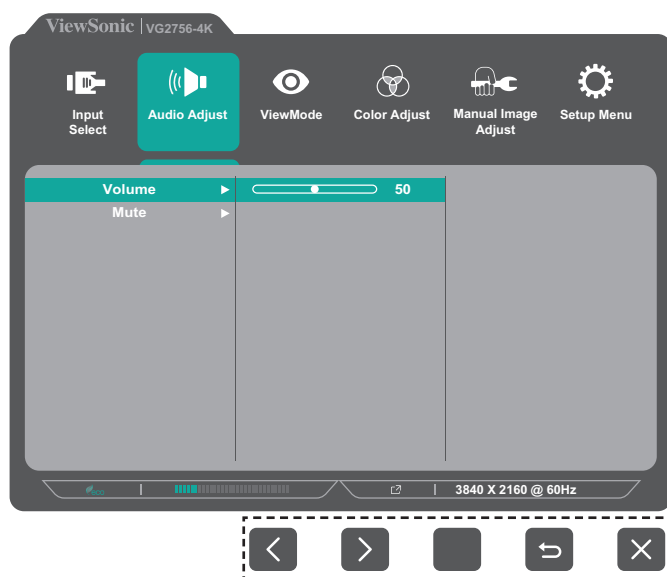 ViewSonic VG2756-4K
Input
Select
Audio Adjust
ViewMode
Color Adjust
Manual Image
Adjust
Setup Menu
Volume
50
Mute
eco
3840 X 2160 @ 60Hz